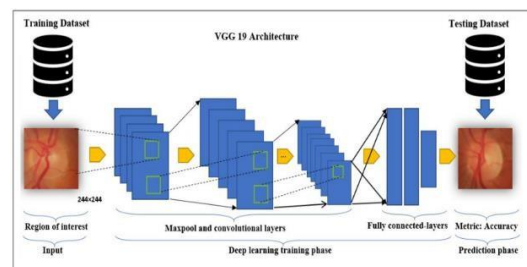 Training Dataset
VGG 19 Architecture
Testing Dataset
244×244
...
Region of interest
Maxpool and convolutional layers
Fully connected-layers
Metric: Accuracy
Input
Deep learning training phase
Prediction phase